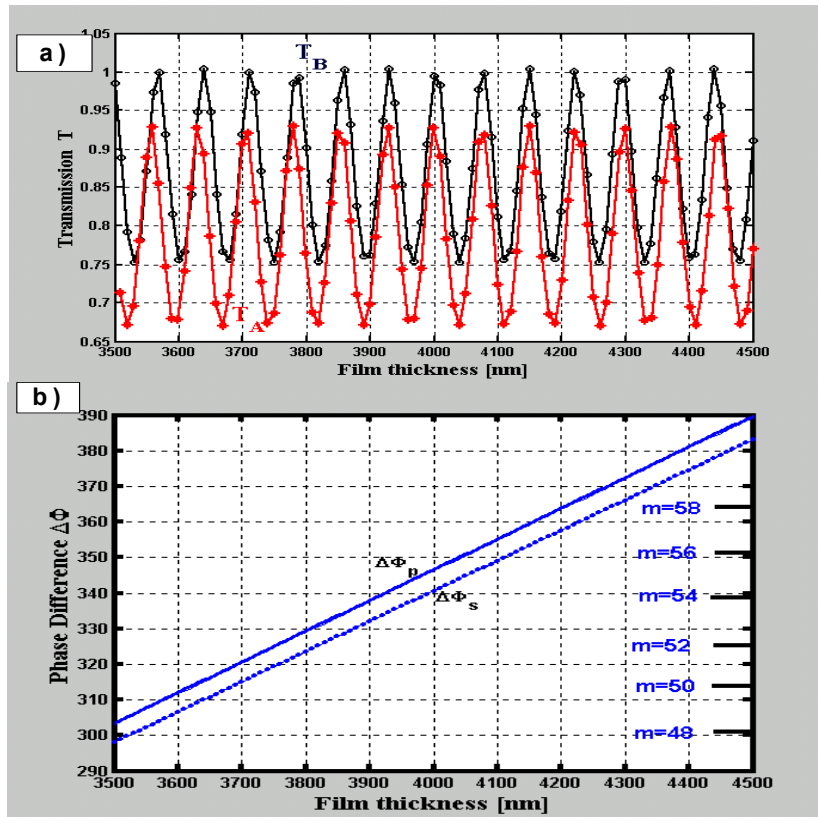 a)
1.05
1
0.95
0.9
0.85
0.8
0.75
0.7
0.65
Transmission T
T_B
T_A
3500 3600 3700 3800 3900 4000 4100 4200 4300 4400 4500
Film thickness [nm]
b)
390
380
370
360
350
340
330
320
310
300
290
Phase Difference ΔΦ
ΔΦ_p
ΔΦ_s
m=58
m=56
m=54
m=52
m=50
m=48
3500 3600 3700 3800 3900 4000 4100 4200 4300 4400 4500
Film thickness [nm]